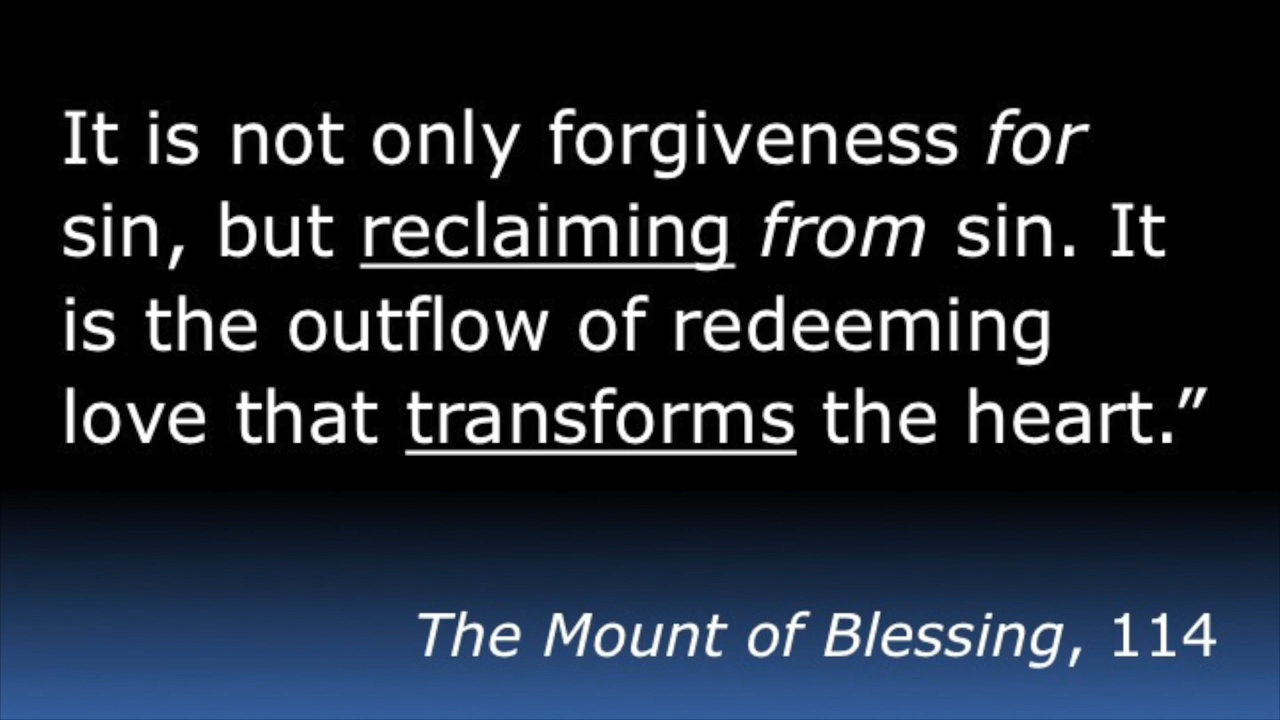 It is not only forgiveness for
sin, but reclaiming from sin. It
is the outflow of redeeming
love that transforms the heart.”
The Mount of Blessing, 114